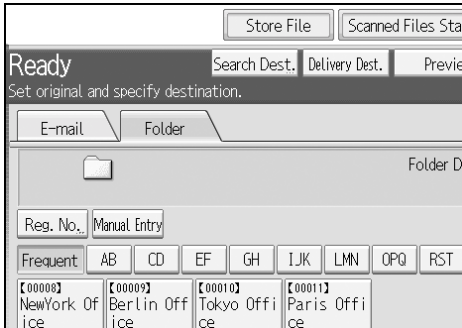 Store File Scanned Files Sta
Ready Search Dest. Delivery Dest. Previe
Set original and specify destination.
E-mail Folder
Folder D
Reg. No. Manual Entry
Frequent AB CD EF GH IJK LMN OPQ RST
【00008】 【00009】 【00010】 【00011】
NewYork Of Berlin Off Tokyo Offi Paris Offi
ice ice ce ce